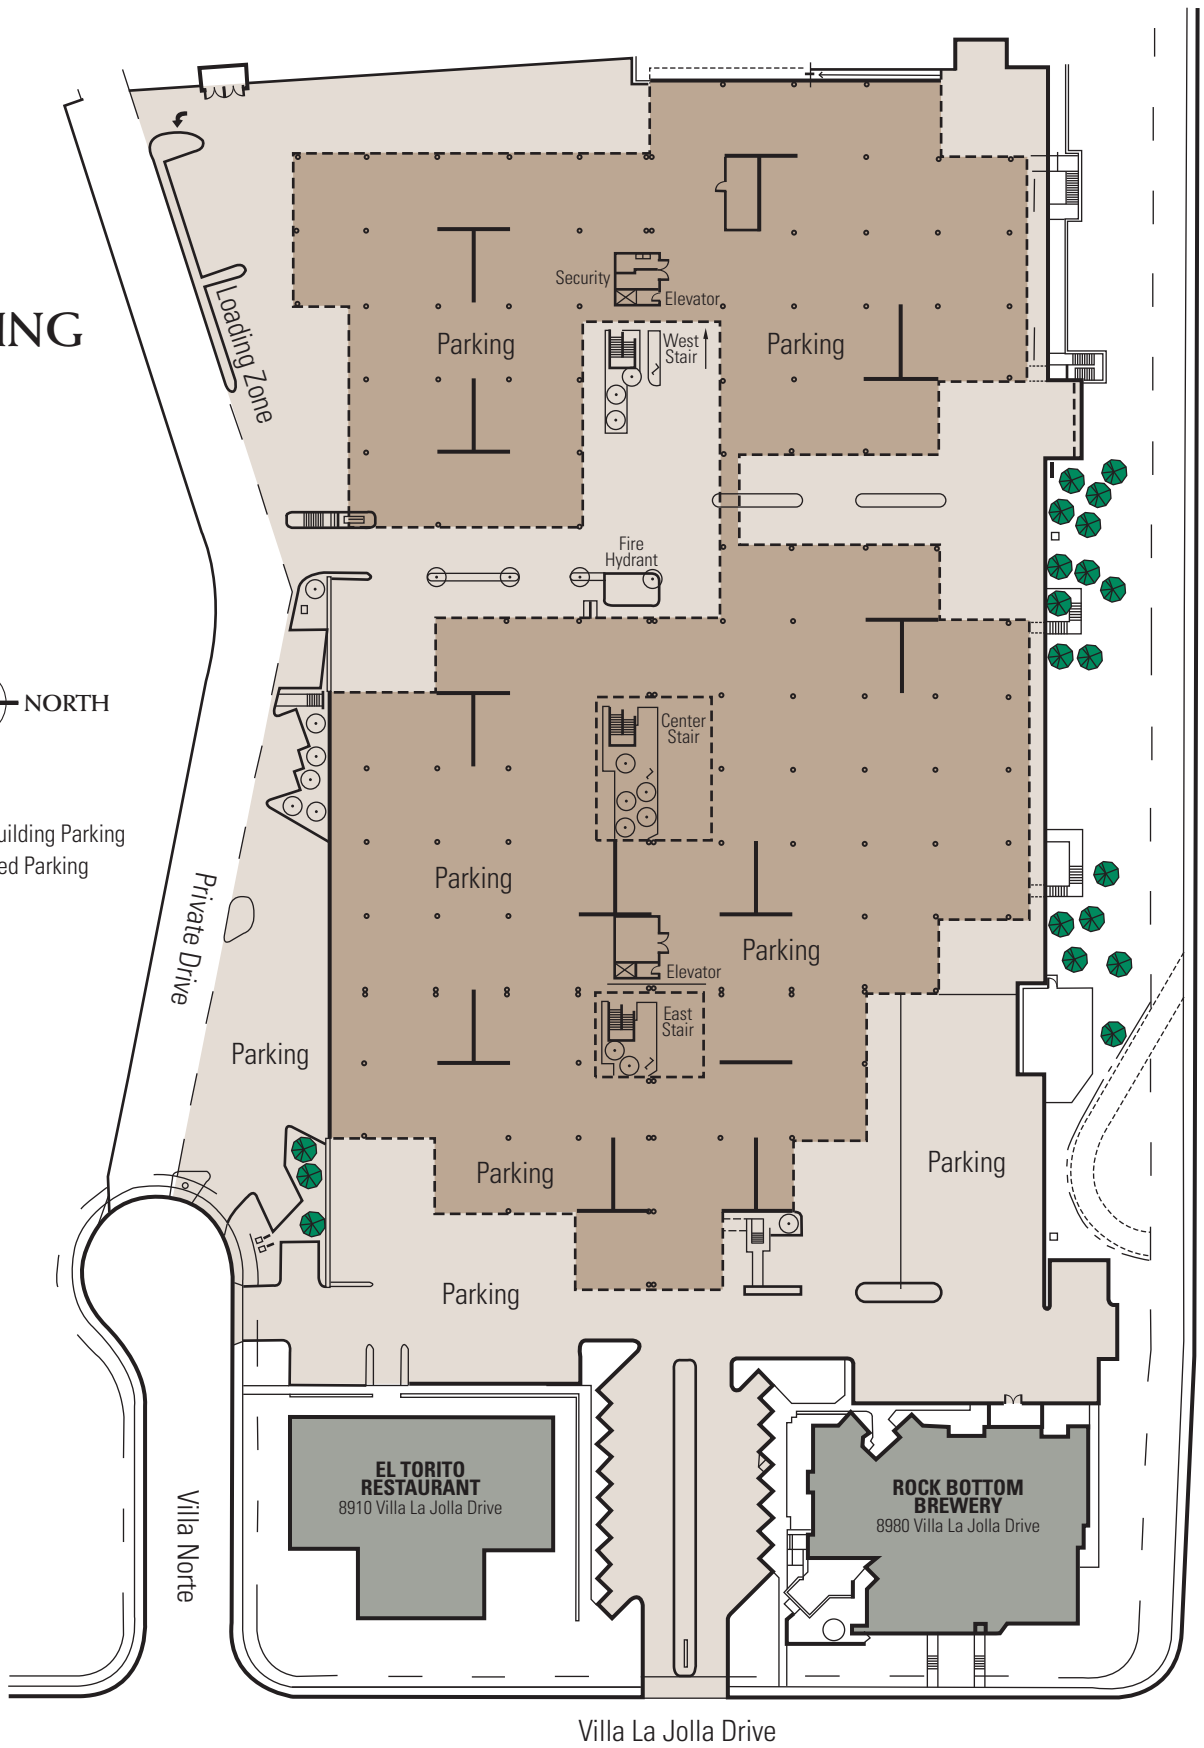 Security
Elevator
Loading Zone
Parking
West
Stair
Parking
Fire
Hydrant
NORTH
Center
Stair
Parking
Private Drive
Parking
Elevator
East
Stair
Parking
Parking
Parking
Parking
EL TORITO
RESTAURANT
8910 Villa La Jolla Drive
ROCK BOTTOM
BREWERY
8980 Villa La Jolla Drive
Villa Norte
Villa La Jolla Drive
Parking
ed Parking